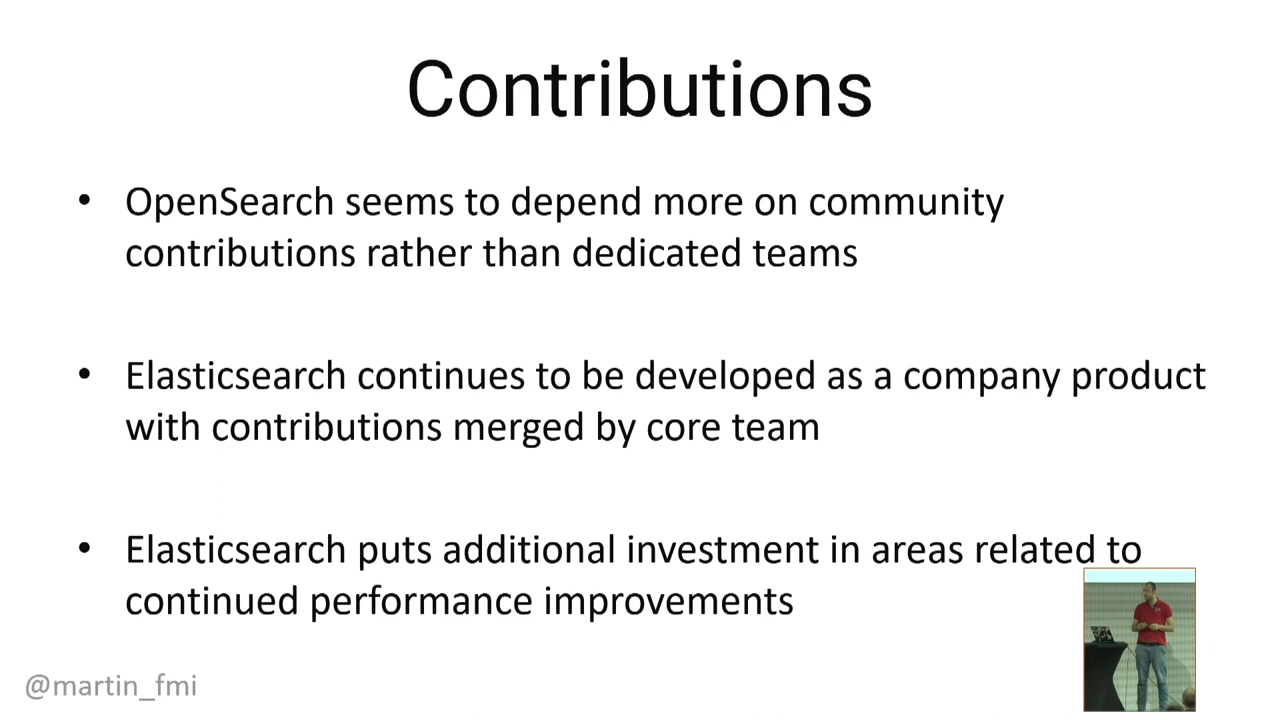 Contributions
• OpenSearch seems to depend more on community
contributions rather than dedicated teams
• Elasticsearch continues to be developed as a company product
with contributions merged by core team
• Elasticsearch puts additional investment in areas related to
continued performance improvements
@martin_fmi